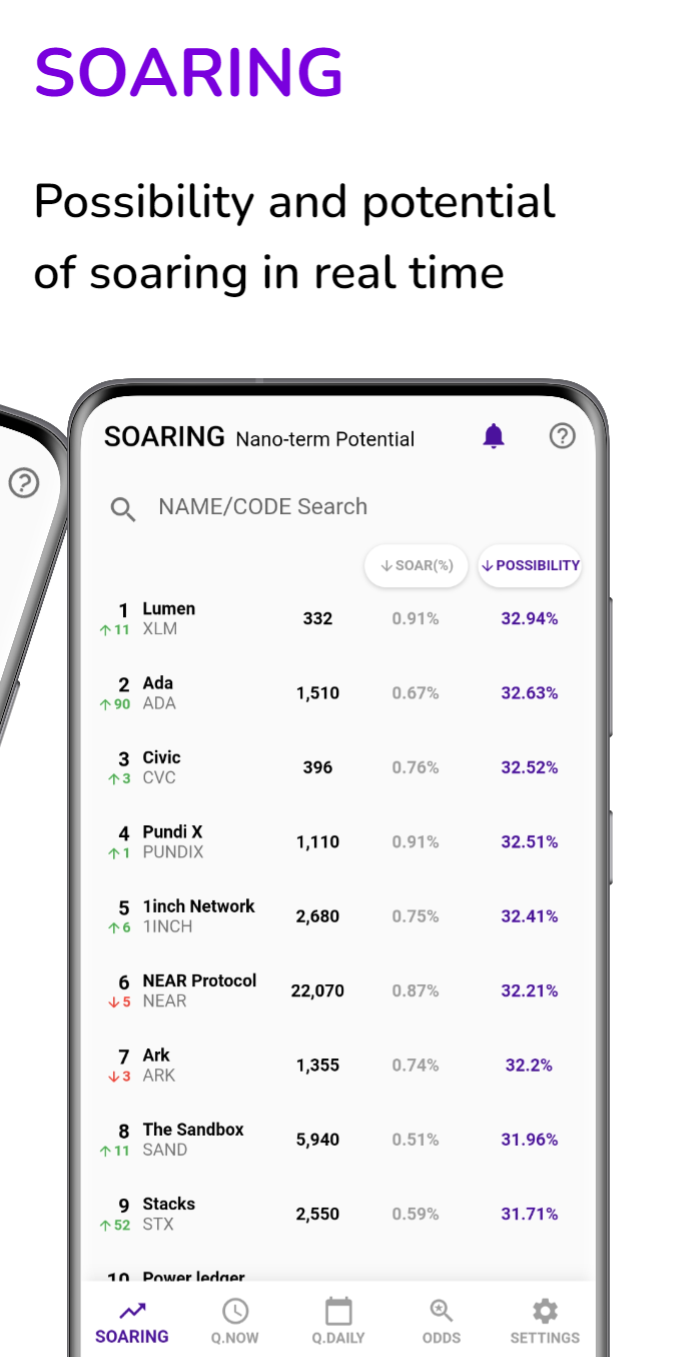 SOARING
Possibility and potential
of soaring in real time
SOARING Nano-term Potential
NAME/CODE Search
↓ SOAR(%) ↓ POSSIBILITY
1 Lumen 332 0.91% 32.94%
↑11 XLM
2 Ada 1,510 0.67% 32.63%
↑90 ADA
3 Civic 396 0.76% 32.52%
↑3 CVC
4 Pundi X 1,110 0.91% 32.51%
↑1 PUNDIX
5 1inch Network 2,680 0.75% 32.41%
↑6 1INCH
6 NEAR Protocol 22,070 0.87% 32.21%
↓5 NEAR
7 Ark 1,355 0.74% 32.2%
↓3 ARK
8 The Sandbox 5,940 0.51% 31.96%
↑11 SAND
9 Stacks 2,550 0.59% 31.71%
↑52 STX
10 Power ledger
SOARING Q.NOW Q.DAILY ODDS SETTINGS